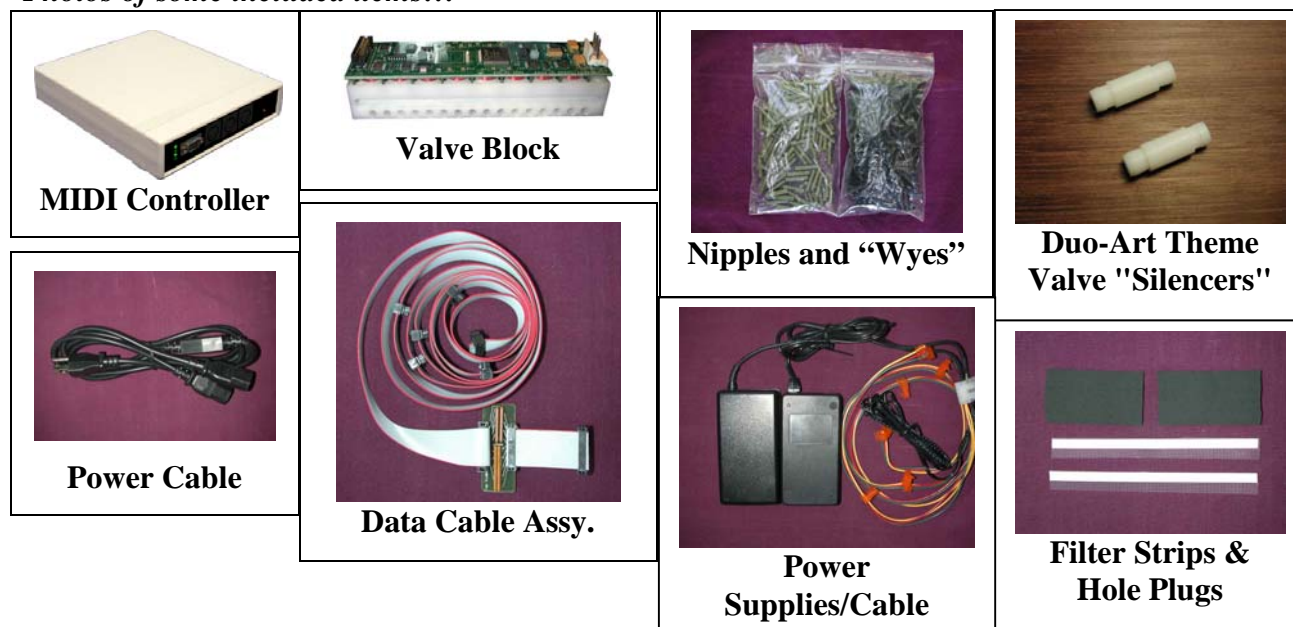 Photos of some included items…
MIDI Controller
Valve Block
Nipples and “Wyes”
Duo-Art Theme
Valve "Silencers"
Power Cable
Data Cable Assy.
Power
Supplies/Cable
Filter Strips &
Hole Plugs